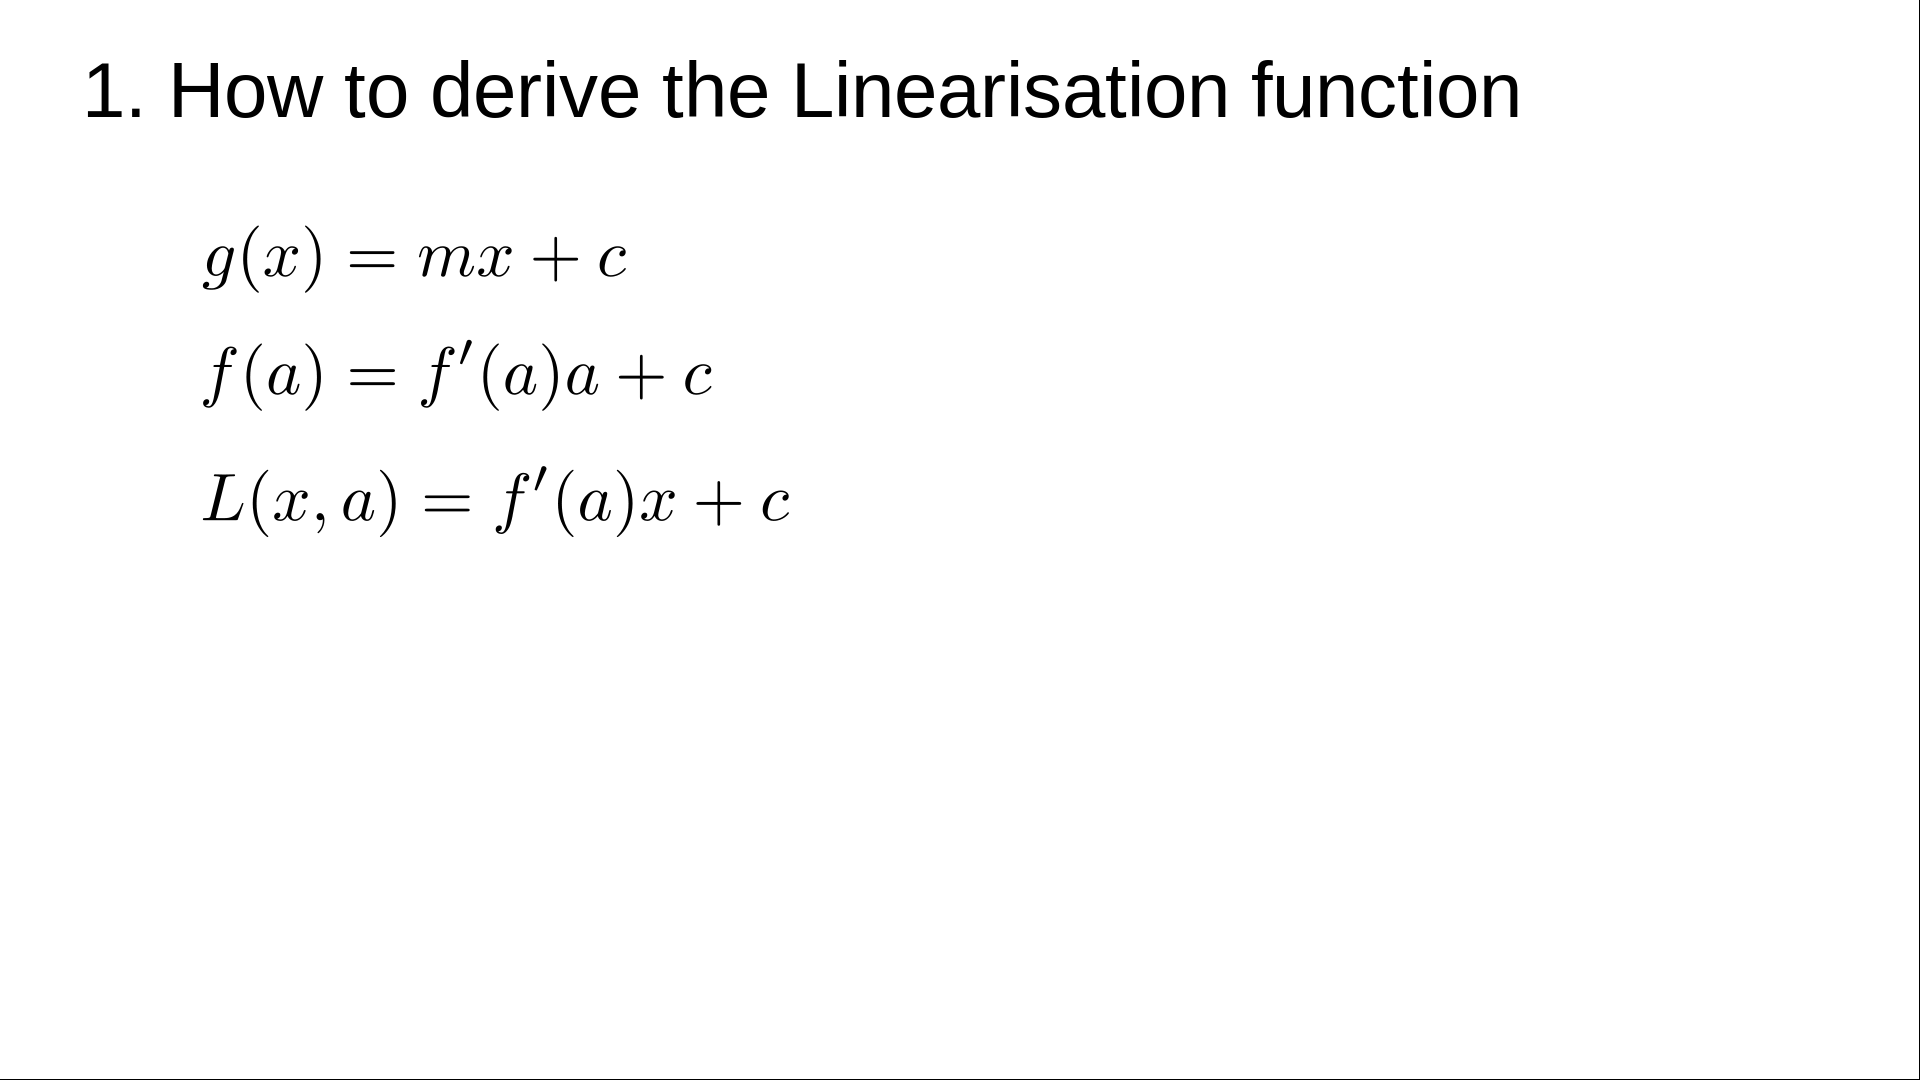 1. How to derive the Linearisation function
g(x) = mx + c
f(a) = f′(a)a + c
L(x, a) = f′(a)x + c